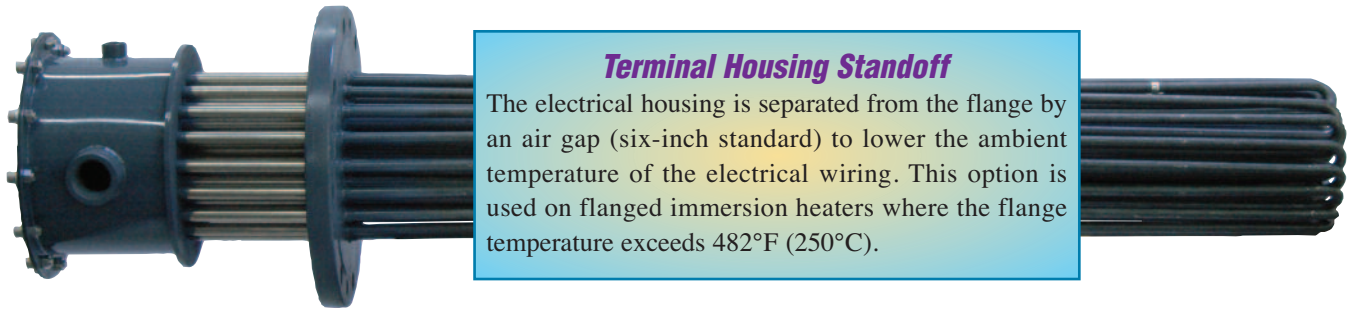 Terminal Housing Standoff
The electrical housing is separated from the flange by
an air gap (six-inch standard) to lower the ambient
temperature of the electrical wiring. This option is
used on flanged immersion heaters where the flange
temperature exceeds 482°F (250°C).